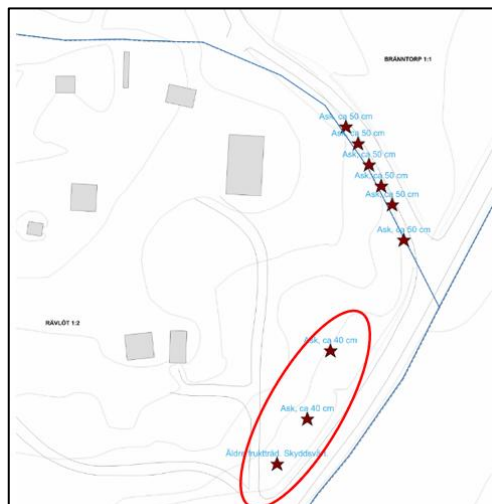 BRÄNNTORP 1:1
Ask, ca 50 cm
Ask, ca 50 cm
Ask, ca 50 cm
Ask, ca 50 cm
Ask, ca 50 cm
Ask, ca 50 cm
RÄVLÖT 1:2
Ask, ca 40 cm
Ask, ca 40 cm
Äldre fruktträd. Skyddsvärt.